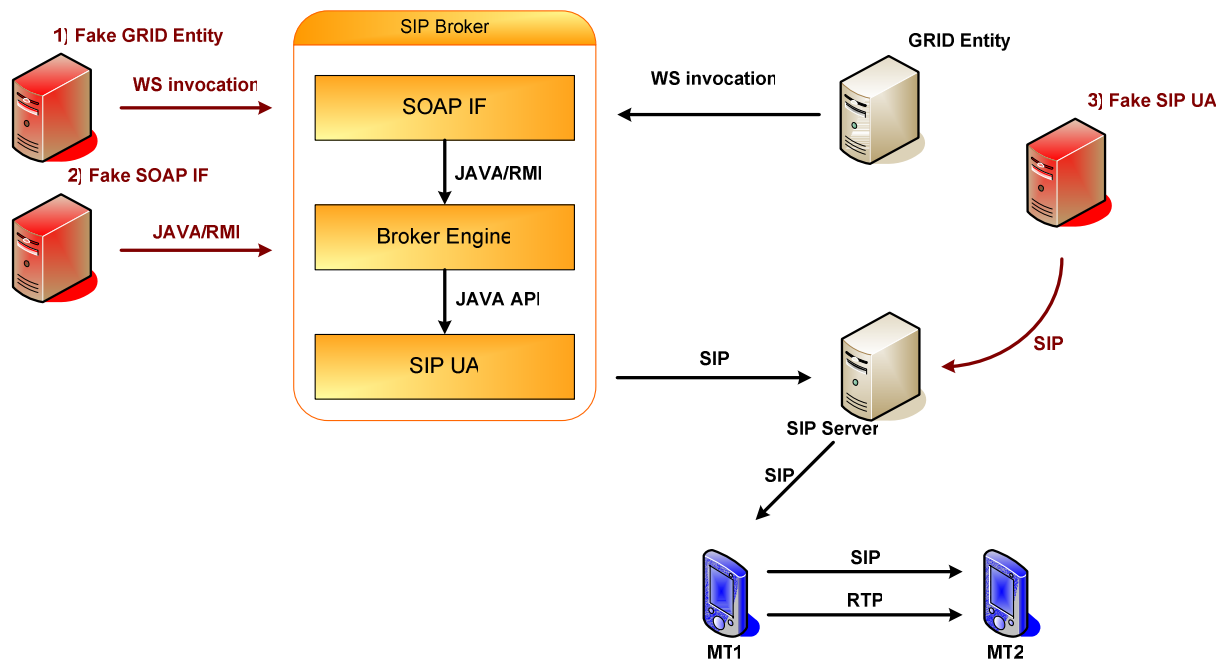 1) Fake GRID Entity
SIP Broker
GRID Entity
WS invocation
WS invocation
3) Fake SIP UA
SOAP IF
2) Fake SOAP IF
JAVA/RMI
JAVA/RMI
Broker Engine
JAVA API
SIP UA
SIP
SIP
SIP Server
SIP
SIP
RTP
MT1
MT2